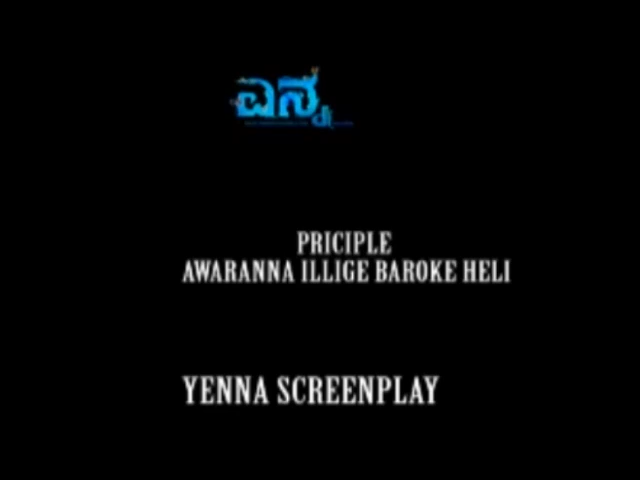 ಎನ್ನ
PRICIPLE
AWARANNA ILLIGE BAROKE HELI
YENNA SCREENPLAY